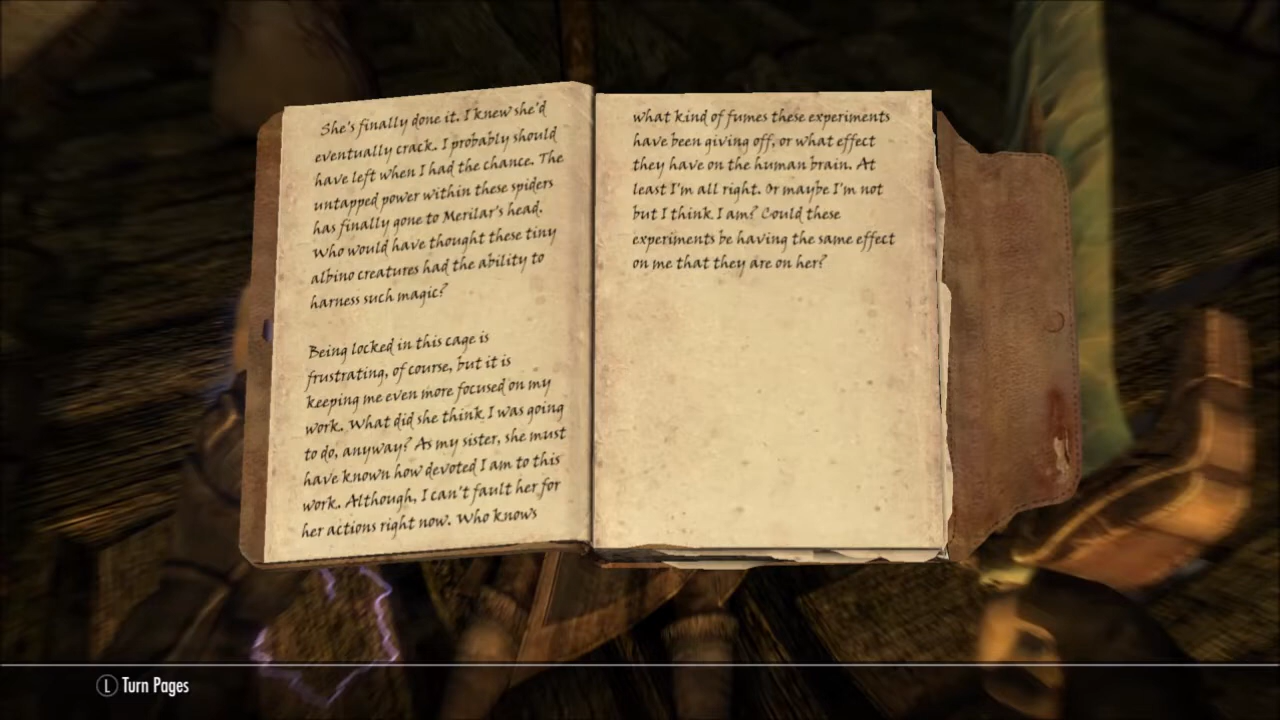 She's finally done it. I knew she'd
eventually crack. I probably should
have left when I had the chance. The
untapped power within these spiders
has finally gone to Merilar's head.
Who would have thought these tiny
albino creatures had the ability to
harness such magic?
Being locked in this cage is
frustrating, of course, but it is
keeping me even more focused on my
work. What did she think I was going
to do, anyway? As my sister, she must
have known how devoted I am to this
work. Although, I can't fault her for
her actions right now. Who knows
what kind of fumes these experiments
have been giving off, or what effect
they have on the human brain. At
least I'm all right. Or maybe I'm not
but I think I am? Could these
experiments be having the same effect
on me that they are on her?
L Turn Pages